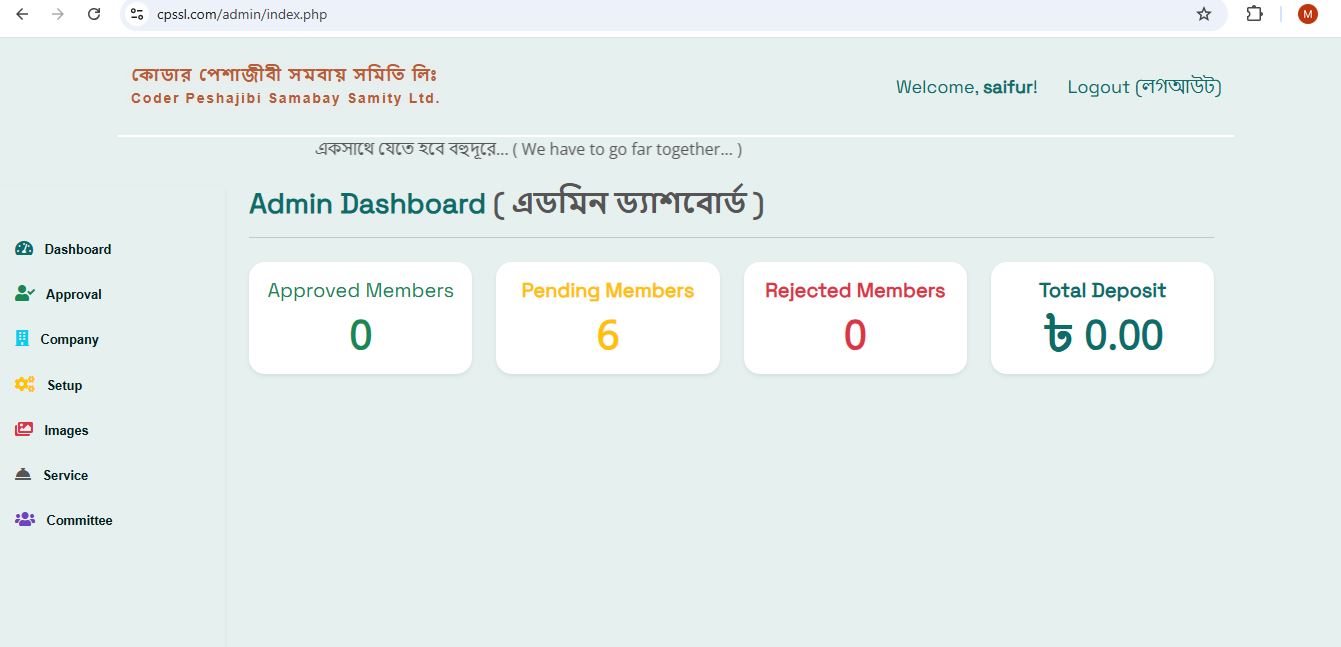 cpssl.com/admin/index.php
M
কোডার পেশাজীবী সমবায় সমিতি লিঃ
Coder Peshajibi Samabay Samity Ltd.
Welcome, saifur!
Logout (লগআউট)
একসাথে যেতে হবে বহুদূরে... ( We have to go far together... )
Admin Dashboard ( এডমিন ড্যাশবোর্ড )
Dashboard
Approval
Company
Setup
Images
Service
Committee
Approved Members
0
Pending Members
6
Rejected Members
0
Total Deposit
৳ 0.00